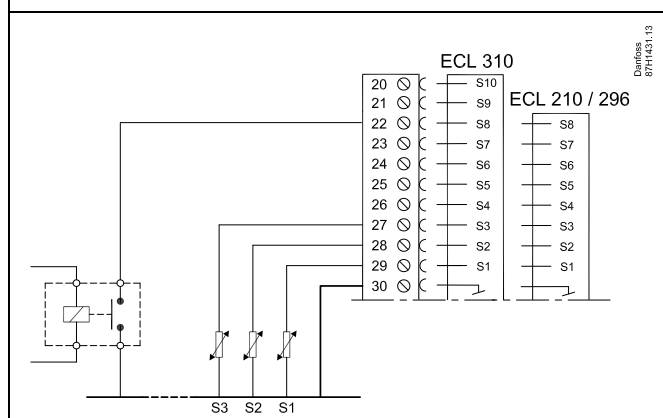 Danfoss
87H1431.13
ECL 310
ECL 210 / 296
20 S10
21 S9
22 S8 S8
23 S7 S7
24 S6 S6
25 S5 S5
26 S4 S4
27 S3 S3
28 S2 S2
29 S1 S1
30
S3 S2 S1